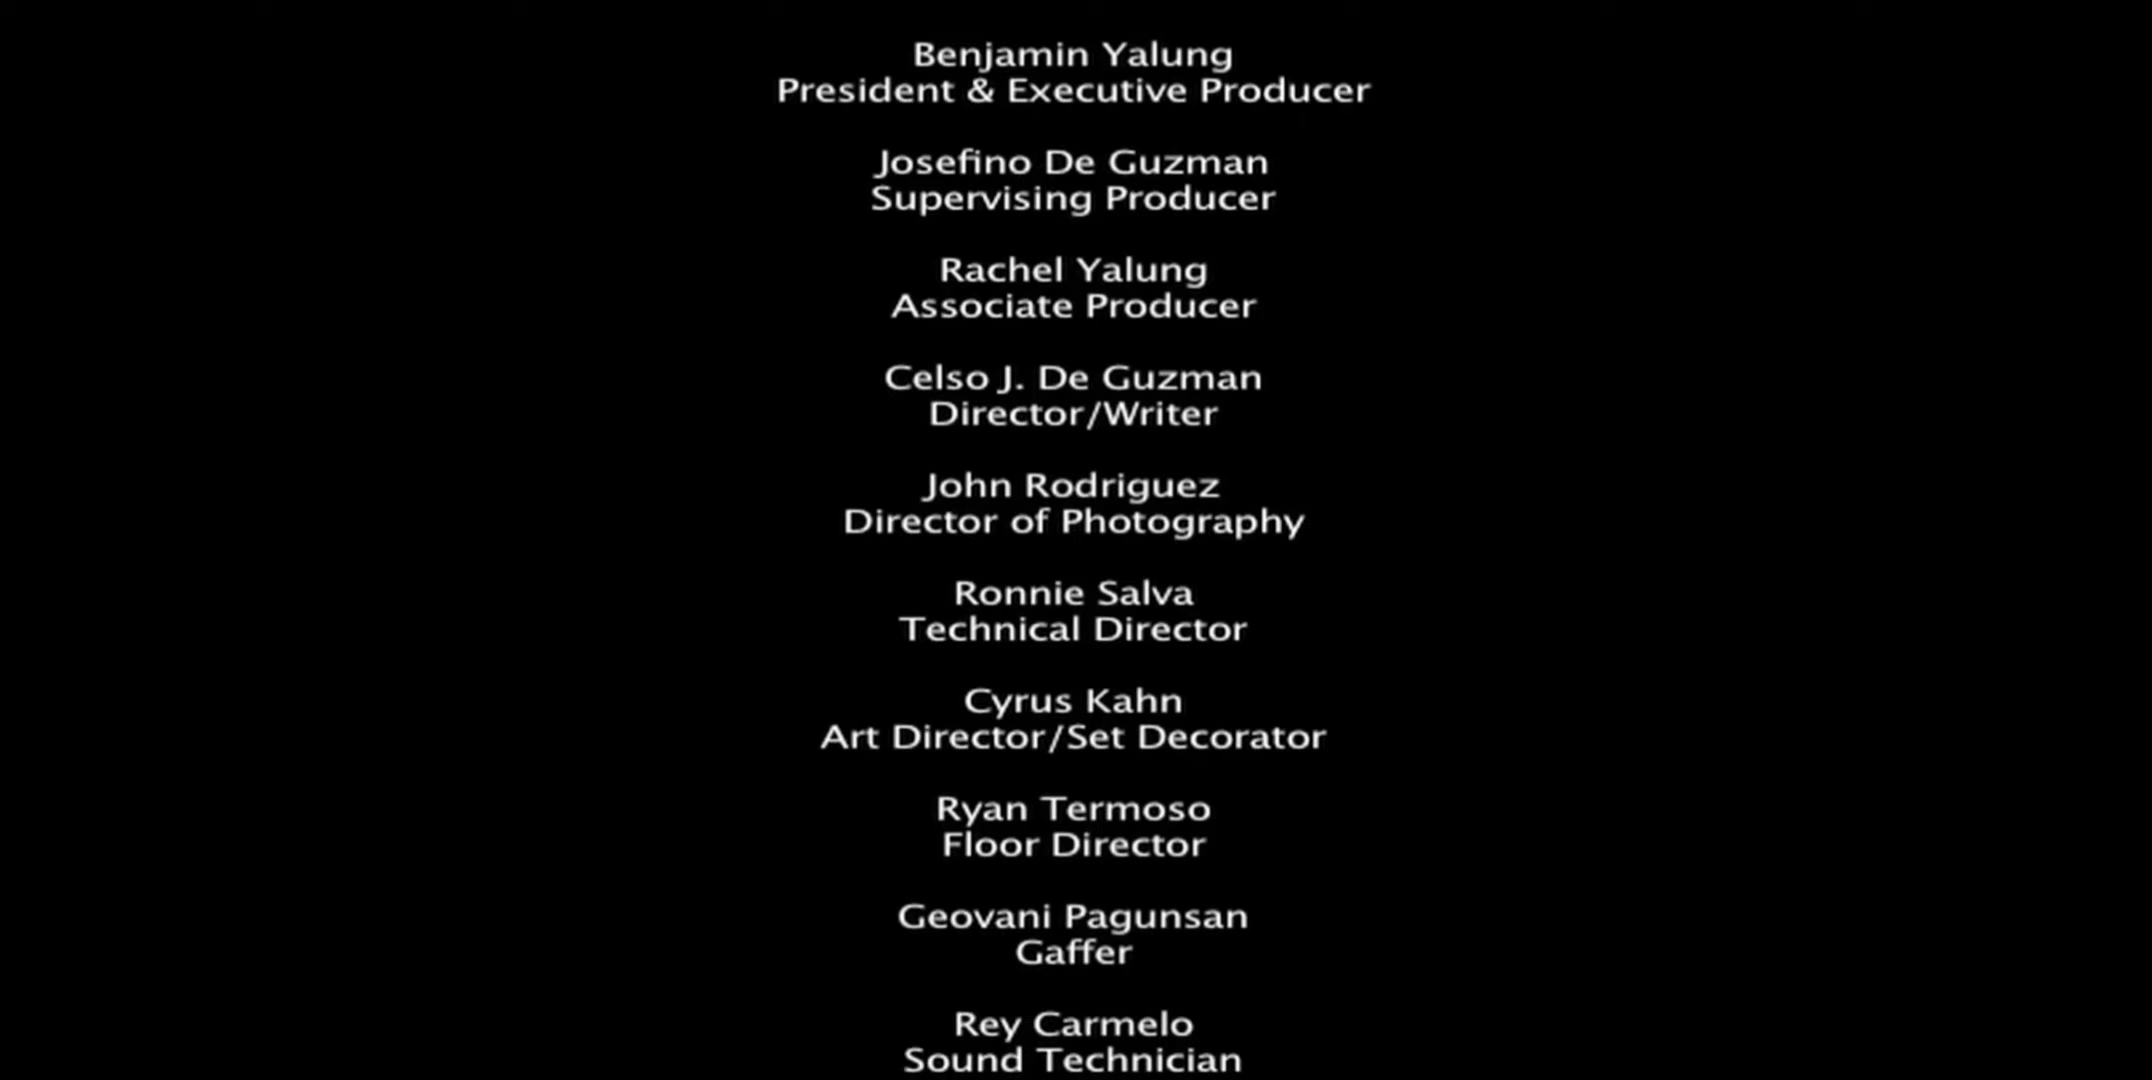 Benjamin Yalung
President & Executive Producer
Josefino De Guzman
Supervising Producer
Rachel Yalung
Associate Producer
Celso J. De Guzman
Director/Writer
John Rodriguez
Director of Photography
Ronnie Salva
Technical Director
Cyrus Kahn
Art Director/Set Decorator
Ryan Termoso
Floor Director
Geovani Pagunsan
Gaffer
Rey Carmelo
Sound Technician